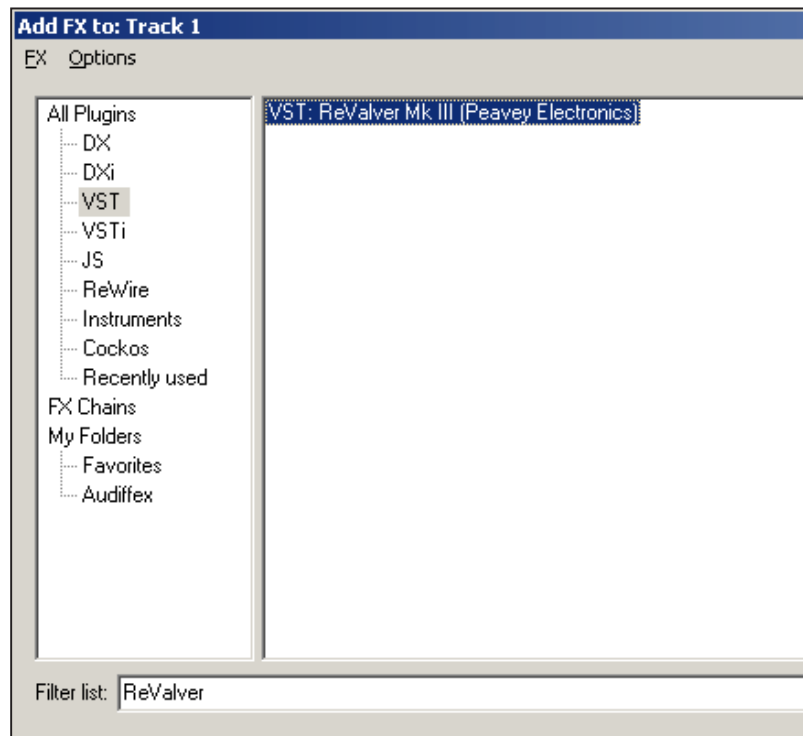 Add FX to: Track 1
FX Options
All Plugins
DX
DXi
VST
VSTi
JS
ReWire
Instruments
Cockos
Recently used
FX Chains
My Folders
Favorites
Audiffex
VST: ReValver Mk III (Peavey Electronics)
Filter list: ReValver